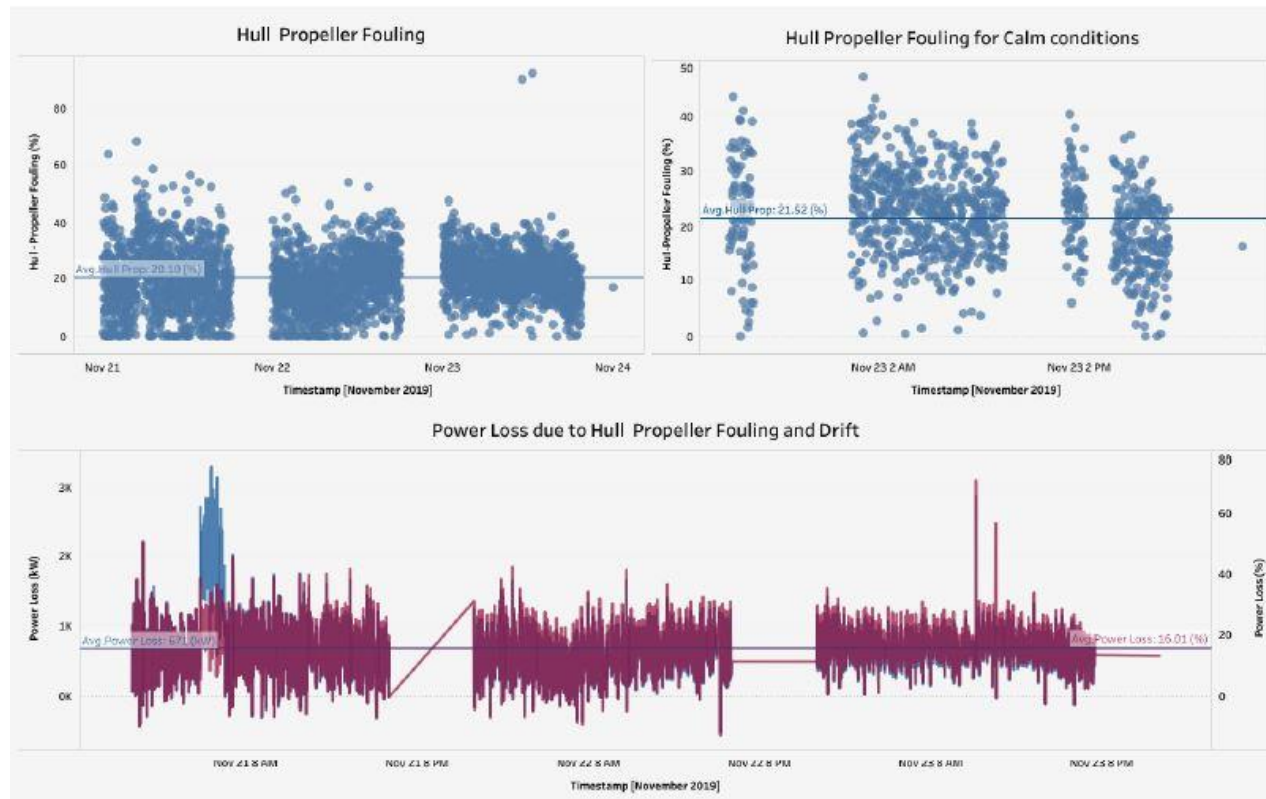 Hull Propeller Fouling
Hull - Propeller Fouling (%)
80
60
40
20
0
Avg.Hull Prop: 20.10 (%)
Nov 21
Nov 22
Nov 23
Nov 24
Timestamp [November 2019]
Hull Propeller Fouling for Calm conditions
Hul-Propeller Fouling (%)
50
40
30
20
10
0
Avg.Hull Prop: 21.52 (%)
Nov 23 2 AM
Nov 23 2 PM
Timestamp [November 2019]
Power Loss due to Hull Propeller Fouling and Drift
Power Loss (kW)
3K
2K
1K
0K
Avg.Power Loss: 671 (kW)
Avg.Power Loss: 16.01 (%)
80
60
40
20
0
Power Loss (%)
Nov 21 8 AM
Nov 21 8 PM
Nov 22 8 AM
Nov 22 8 PM
Nov 23 8 AM
Nov 23 8 PM
Timestamp [November 2019]